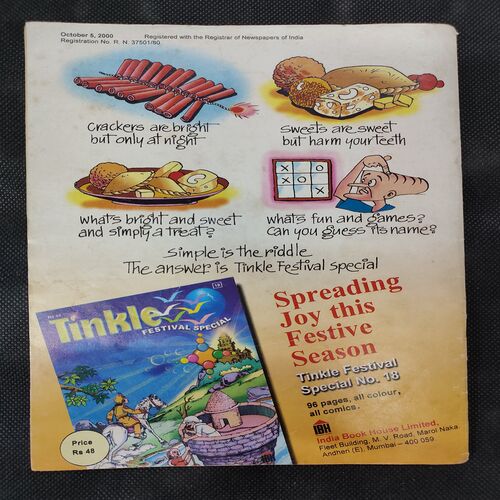 October 5, 2000 Registered with the Registrar of Newspapers of India
Registration No. R. N. 37501/80
Crackers are bright
but only at night
sweets are sweet
but harm your teeth
what's bright and sweet
and simply a treat?
what's fun and games?
Can you guess its name?
Simple is the riddle
The answer is Tinkle Festival special
Tinkle
FESTIVAL SPECIAL
18
Price
Rs 48
Spreading
Joy this
Festive
Season
Tinkle Festival
Special No. 18
96 pages, all colour,
all comics.
IBH
India Book House Limited,
Fleet Building, M. V. Road, Marol Naka,
Andheri (E), Mumbai – 400 059.
X X
X O
O